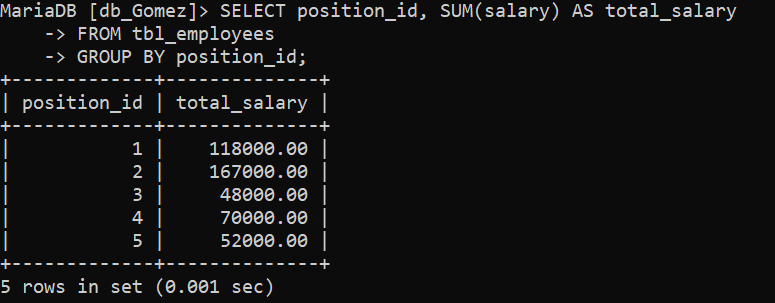 MariaDB [db_Gomez]> SELECT position_id, SUM(salary) AS total_salary
    -> FROM tbl_employees
    -> GROUP BY position_id;
+-------------+--------------+
| position_id | total_salary |
+-------------+--------------+
|           1 |    118000.00 |
|           2 |    167000.00 |
|           3 |     48000.00 |
|           4 |     70000.00 |
|           5 |     52000.00 |
+-------------+--------------+
5 rows in set (0.001 sec)